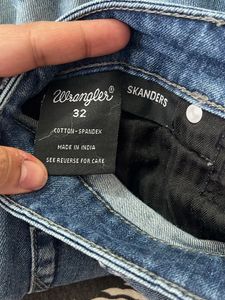 Wrangler®
32
COTTON-SPANDEX
MADE IN INDIA
SEE REVERSE FOR CARE
SKANDERS